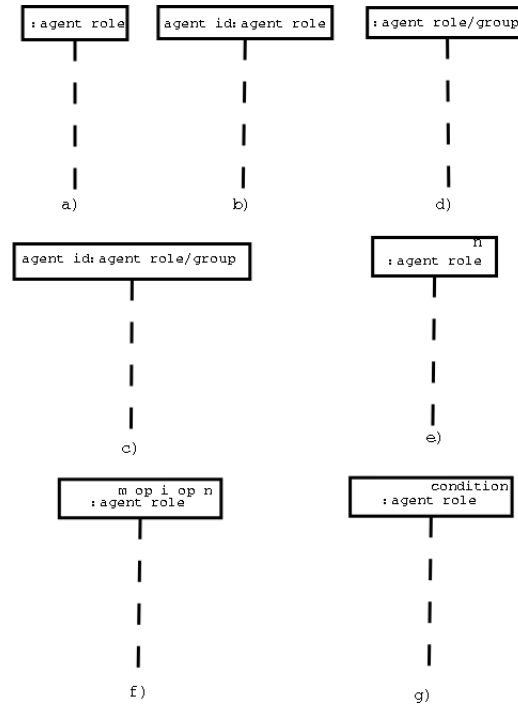 :agent role
agent id:agent role
:agent role/group
a)
b)
d)
agent id:agent role/group
n
:agent role
c)
e)
m op i op n
:agent role
condition
:agent role
f)
g)